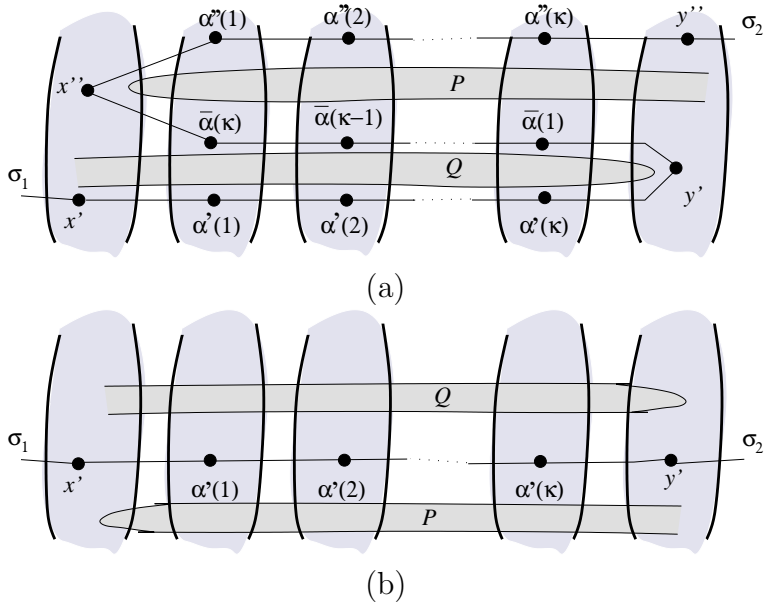 α''(1) α''(2) α''(κ) y'' σ₂
x'' P
ᾱ(κ) ᾱ(κ−1) ᾱ(1)
σ₁ Q
x' α'(1) α'(2) α'(κ) y'
(a)
Q
σ₁ σ₂
x' α'(1) α'(2) α'(κ) y'
P
(b)